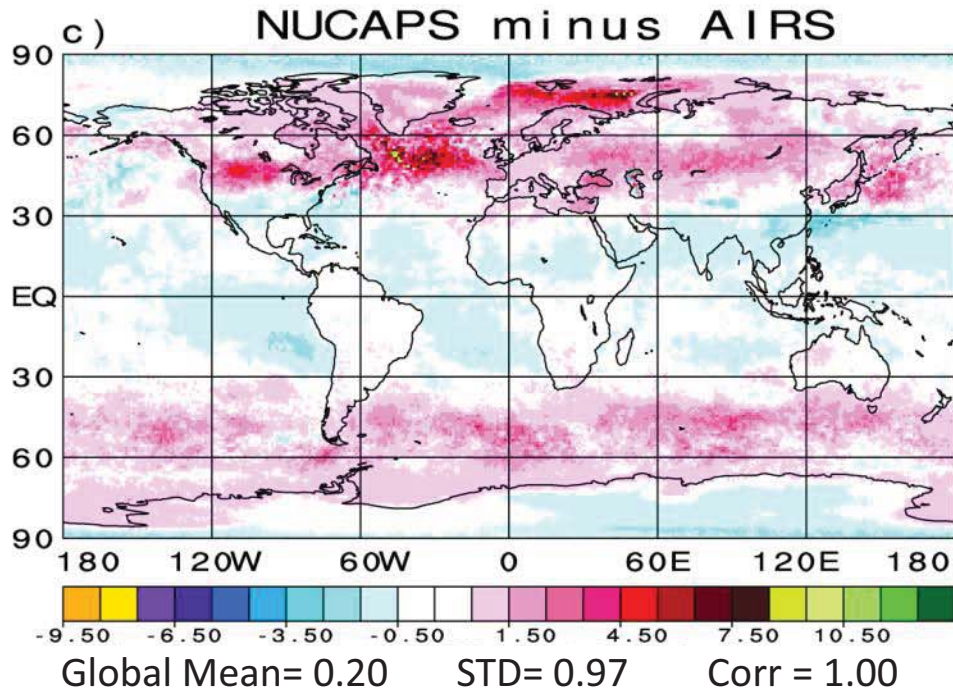 c) NUCAPS minus AIRS
90
60
30
EQ
30
60
90
180 120W 60W 0 60E 120E 180
-9.50 -6.50 -3.50 -0.50 1.50 4.50 7.50 10.50
Global Mean= 0.20 STD= 0.97 Corr = 1.00